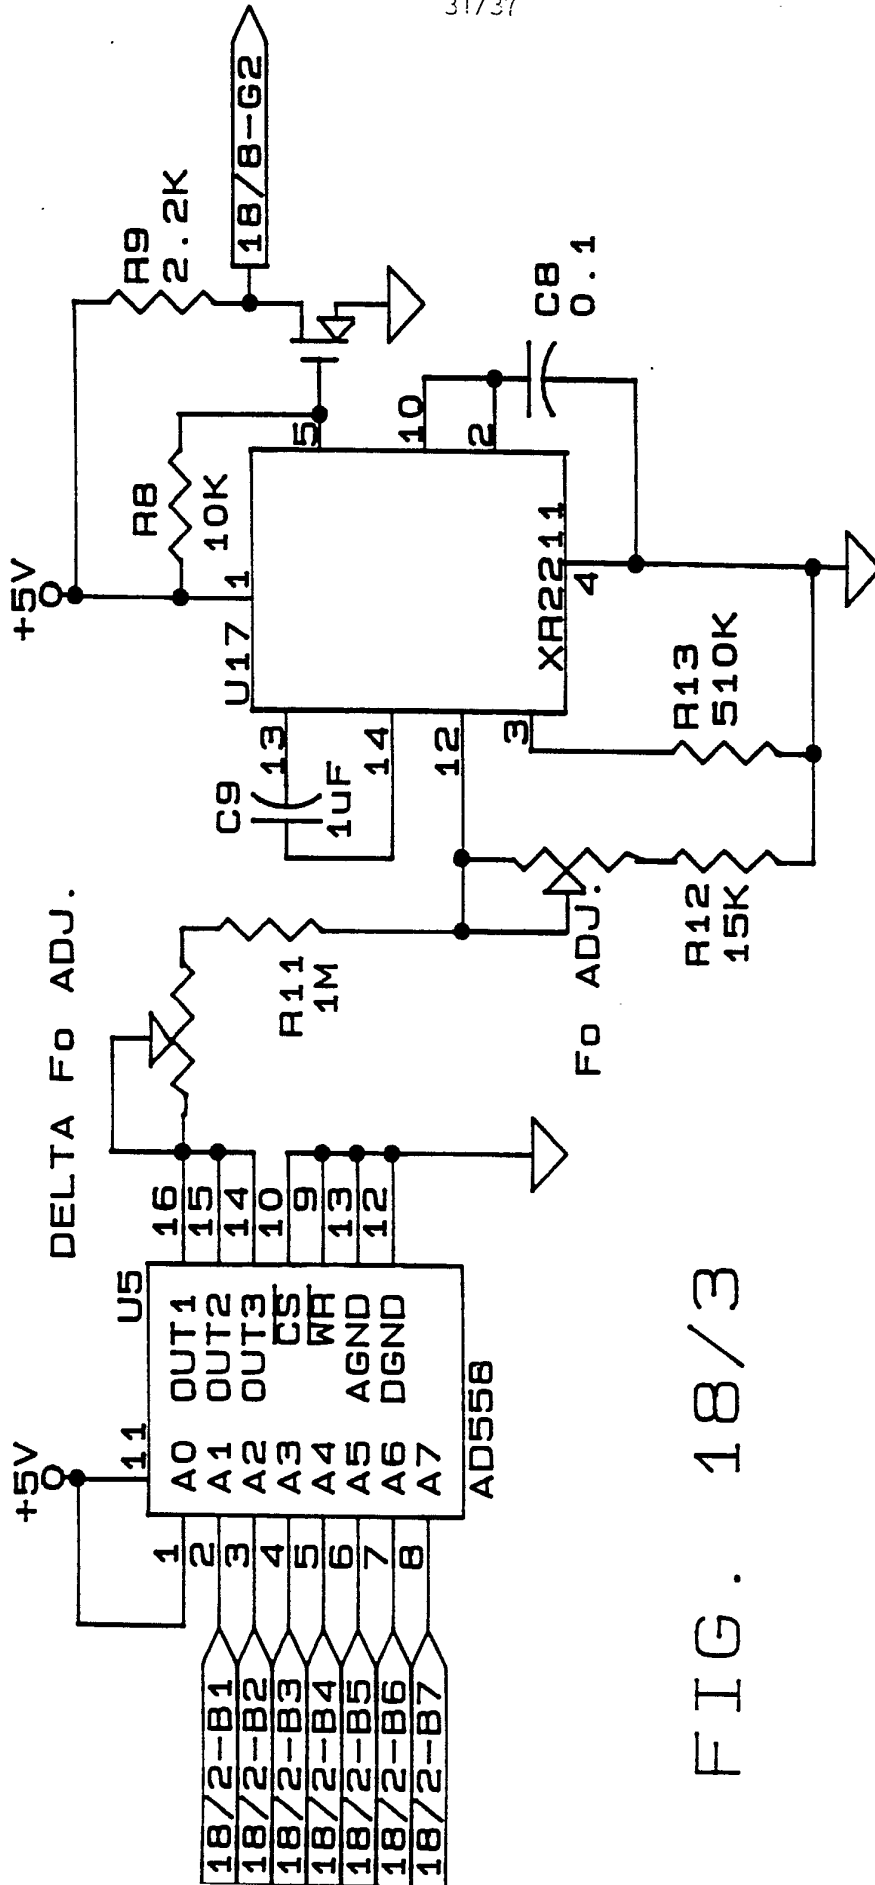 31/37
+5V
11
U5
1
2
3
4
5
6
7
8
A0 OUT1
A1 OUT2
A2 OUT3
A3 CS
A4 WR
A5 AGND
A6 DGND
A7
AD558
16
15
14
10
9
13
12
18/2-B1
18/2-B2
18/2-B3
18/2-B4
18/2-B5
18/2-B6
18/2-B7
DELTA Fo ADJ.
R11
1M
Fo ADJ.
R12
15K
R13
510K
C9
1uF
13
14
12
3
U17
1
XR2211
4
5
10
2
+5V
R8
10K
R9
2.2K
18/8-G2
C8
0.1
FIG. 18/3